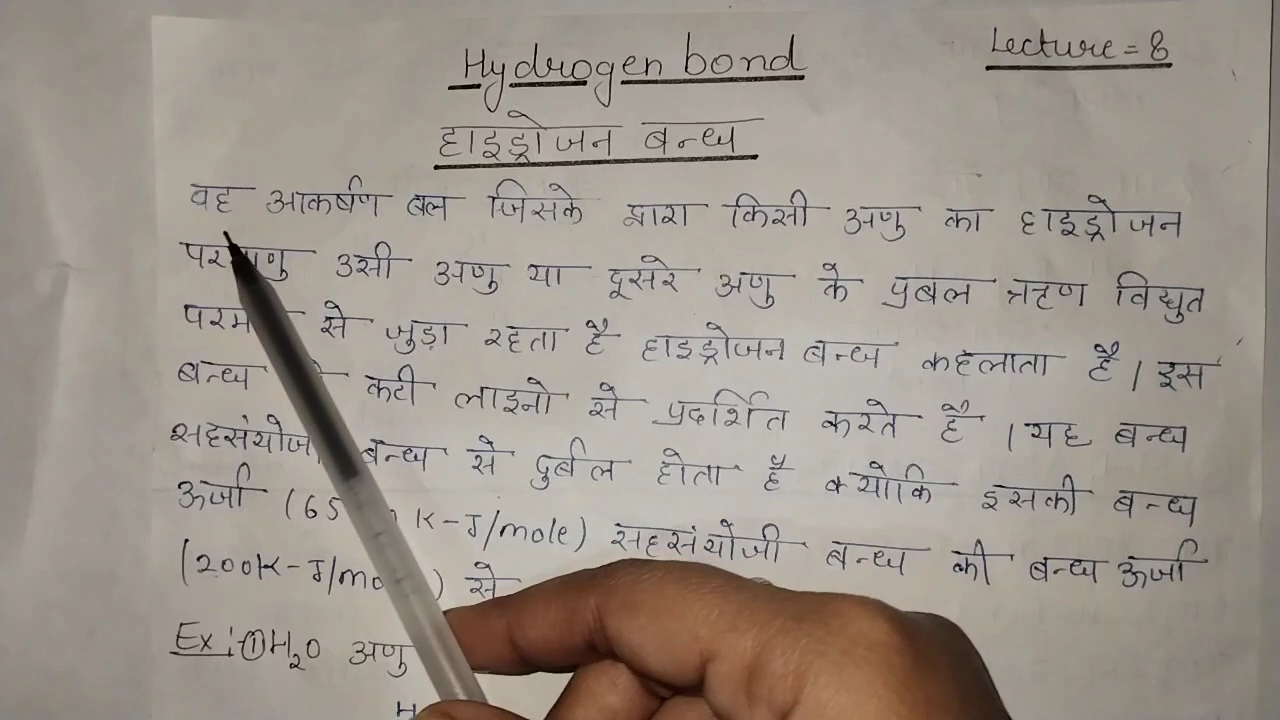 Hydrogen bond
Lecture = 8
हाइड्रोजन बन्ध
वह आकर्षण बल जिसके द्वारा किसी अणु का हाइड्रोजन
उसी अणु या दूसरे अणु के प्रबल ऋण विद्युत
से जुड़ा रहता है हाइड्रोजन बन्ध कहलाता है। इस
बन्ध कटी लाइनो से प्रदर्शित करते है। यह बन्ध
बन्ध से दुर्बल होता है क्योकि इसकी बन्ध
ऊर्जा (65 K-J/mole) सहसंयोजी बन्ध की बन्ध ऊर्जा
(200K-J/mo ) से
Ex:-① H₂O अणु
H